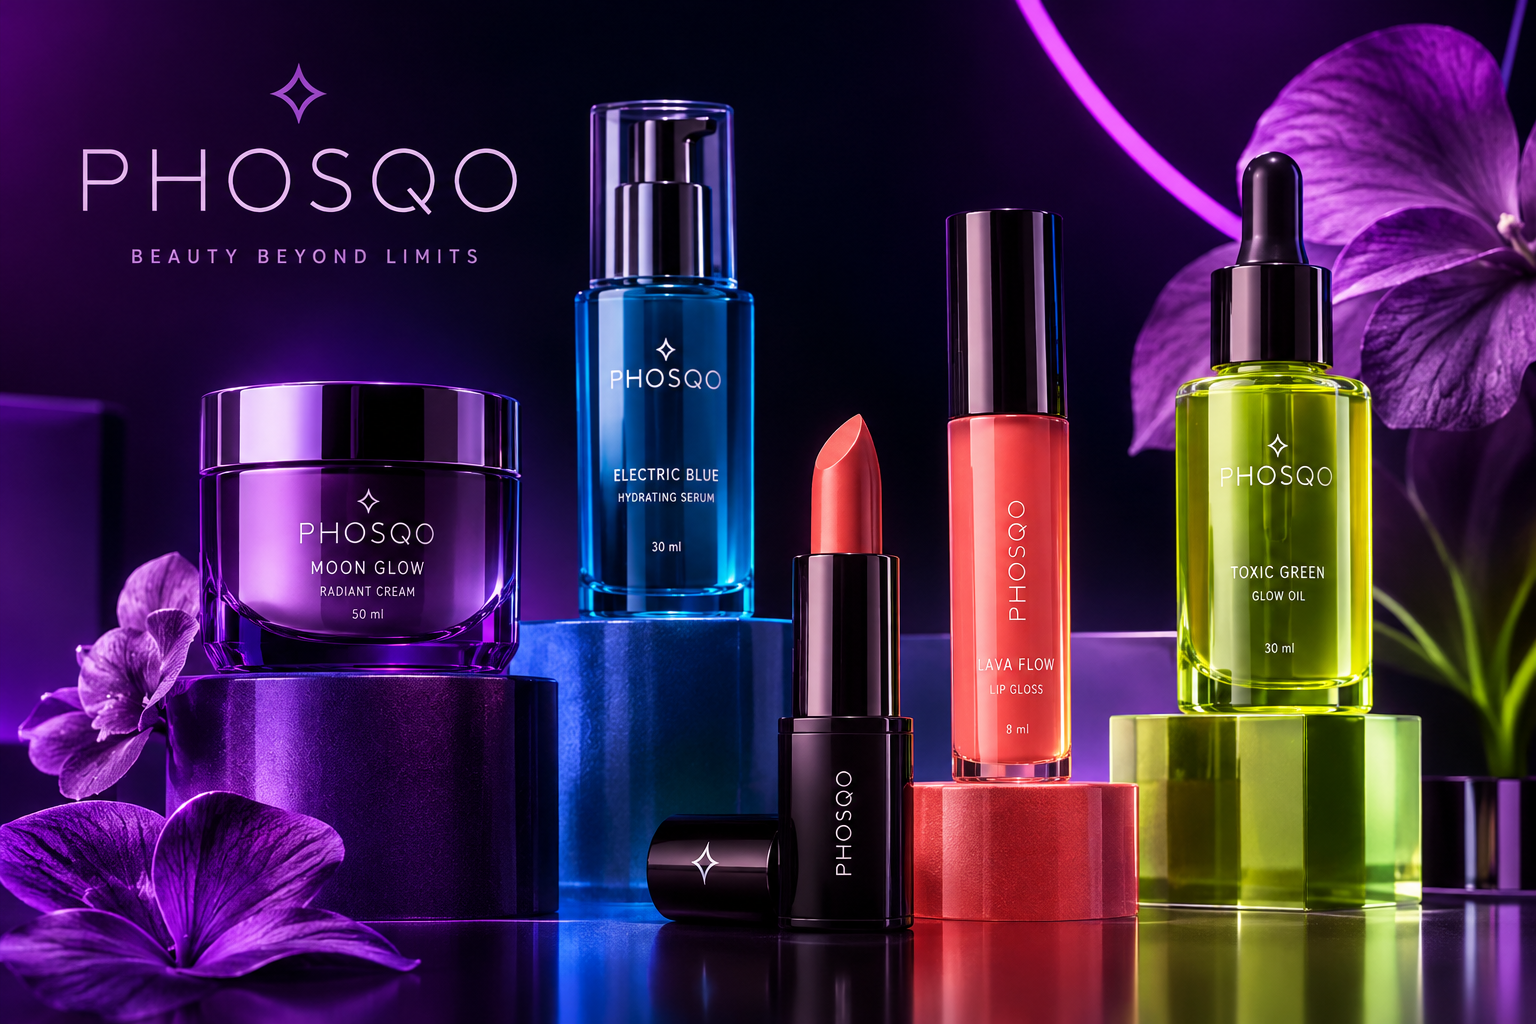 PHOSQO
BEAUTY BEYOND LIMITS
PHOSQO
MOON GLOW
RADIANT CREAM
50 ml
PHOSQO
ELECTRIC BLUE
HYDRATING SERUM
30 ml
PHOSQO
PHOSQO
LAVA FLOW
LIP GLOSS
8 ml
PHOSQO
TOXIC GREEN
GLOW OIL
30 ml